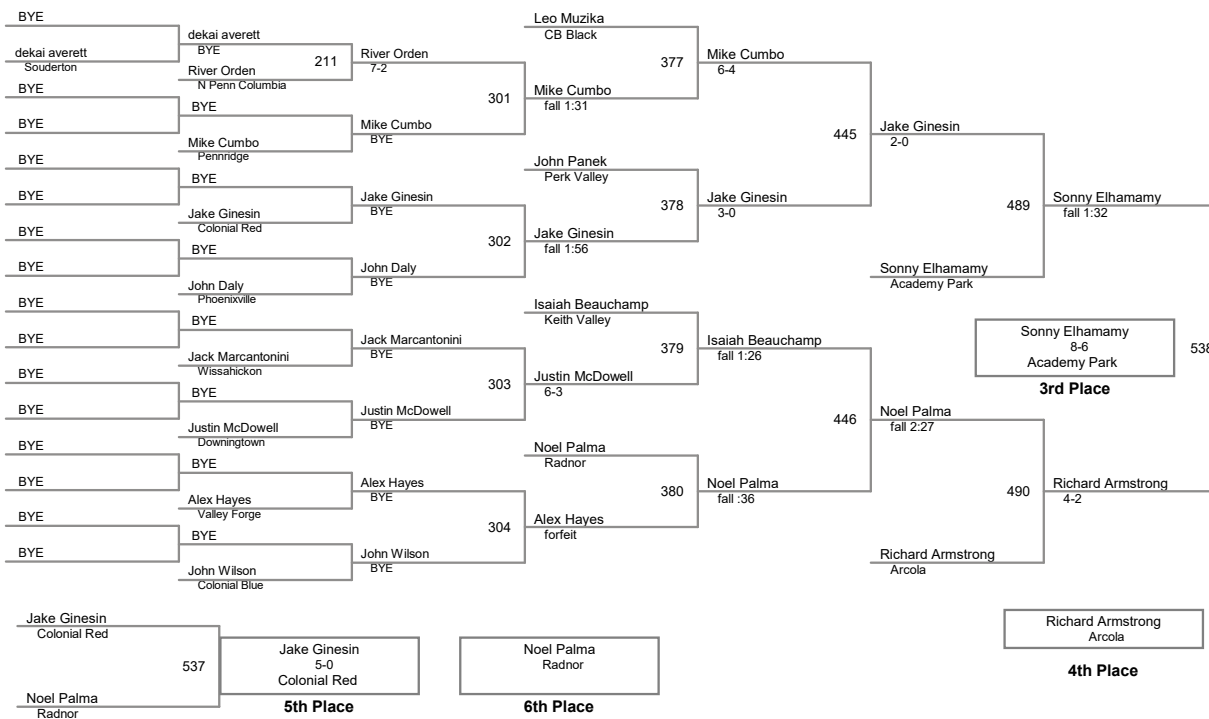 BYE
dekai averett
Souderton
BYE
BYE
BYE
BYE
BYE
BYE
BYE
BYE
BYE
BYE
BYE
BYE
BYE
BYE
dekai averett
BYE
River Orden
N Penn Columbia
BYE
Mike Cumbo
Pennridge
BYE
Jake Ginesin
Colonial Red
BYE
John Daly
Phoenixville
BYE
Jack Marcantonini
Wissahickon
BYE
Justin McDowell
Downingtown
BYE
Alex Hayes
Valley Forge
BYE
John Wilson
Colonial Blue
211
River Orden
7-2
Mike Cumbo
BYE
Jake Ginesin
BYE
John Daly
BYE
Jack Marcantonini
BYE
Justin McDowell
BYE
Alex Hayes
BYE
John Wilson
BYE
301
302
303
304
Leo Muzika
CB Black
Mike Cumbo
fall 1:31
John Panek
Perk Valley
Jake Ginesin
fall 1:56
Isaiah Beauchamp
Keith Valley
Justin McDowell
6-3
Noel Palma
Radnor
Alex Hayes
forfeit
377
378
379
380
Mike Cumbo
6-4
Jake Ginesin
3-0
Isaiah Beauchamp
fall 1:26
Noel Palma
fall :36
445
446
Jake Ginesin
2-0
Sonny Elhamamy
Academy Park
Noel Palma
fall 2:27
Richard Armstrong
Arcola
489
490
Sonny Elhamamy
fall 1:32
Richard Armstrong
4-2
Sonny Elhamamy
8-6
Academy Park
538
3rd Place
Richard Armstrong
Arcola
4th Place
Jake Ginesin
Colonial Red
537
Noel Palma
Radnor
Jake Ginesin
5-0
Colonial Red
5th Place
Noel Palma
Radnor
6th Place